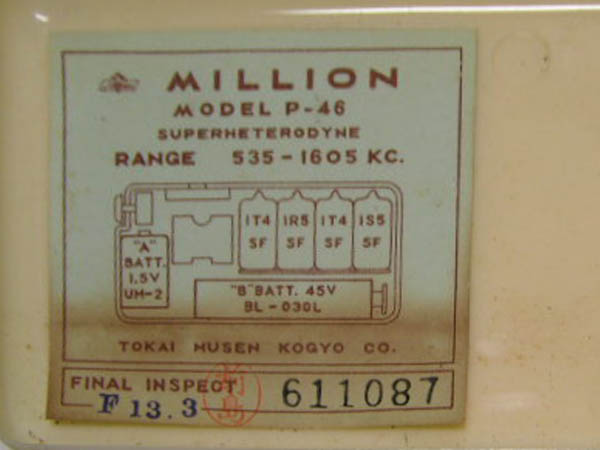 MILLION
MODEL P-46
SUPERHETERODYNE
RANGE 535-1605 KC.
1T4 SF
1R5 SF
1T4 SF
1S5 SF
"A" BATT. 1.5V UM-2
"B" BATT. 45V
BL-030L
TOKAI MUSEN KOGYO CO.
FINAL INSPECT
F 13.3
611087